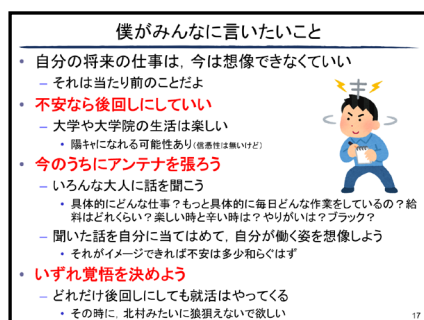 僕がみんなに言いたいこと
• 自分の将来の仕事は，今は想像できなくていい
– それは当たり前のことだよ
• 不安なら後回しにしていい
– 大学や大学院の生活は楽しい
• 陽ｷｬになれる可能性あり(信憑性は無いけど)
• 今のうちにアンテナを張ろう
– いろんな大人に話を聞こう
• 具体的にどんな仕事？もっと具体的に毎日どんな作業をしているの？給
料はどれくらい？楽しい時と辛い時は？やりがいは？ブラック？
– 聞いた話を自分に当てはめて，自分が働く姿を想像しよう
• それがイメージできれば不安は多少和らぐはず
• いずれ覚悟を決めよう
– どれだけ後回しにしても就活はやってくる
• その時に，北村みたいに狼狽えないで欲しい
17